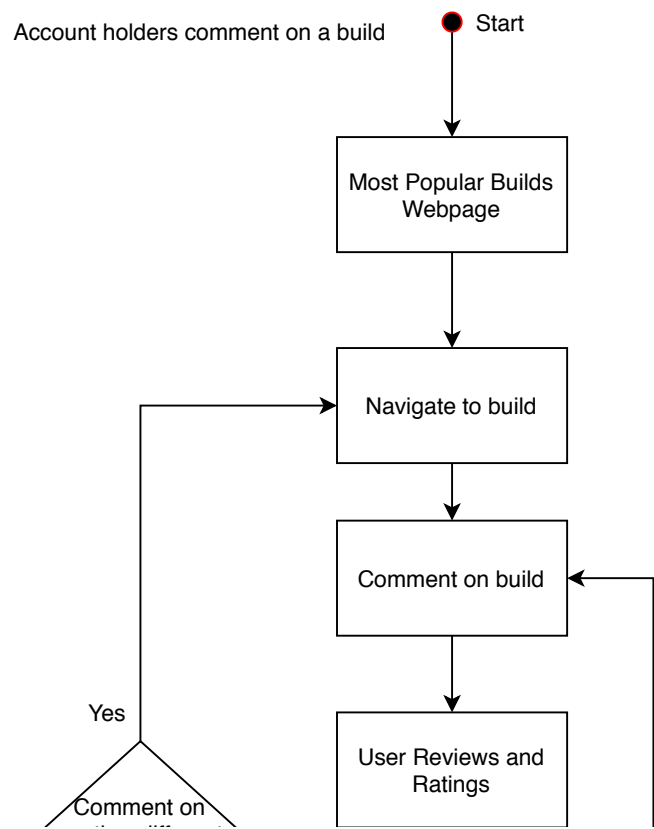 Account holders comment on a build
Start
Most Popular Builds
Webpage
Navigate to build
Comment on build
Yes
User Reviews and
Ratings
Comment on
different